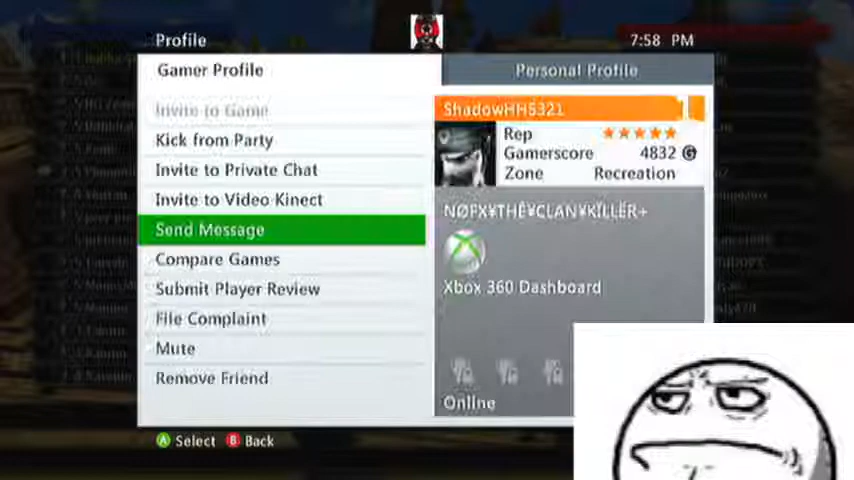 Profile
7:58 PM
Gamer Profile
Personal Profile
Invite to Game
Kick from Party
Invite to Private Chat
Invite to Video Kinect
Send Message
Compare Games
Submit Player Review
File Complaint
Mute
Remove Friend
ShadowHH5321
Rep
Gamerscore 4832 G
Zone Recreation
NØFX¥THÊ¥CLAN¥KÏLLËR+
Xbox 360 Dashboard
Online
A Select B Back